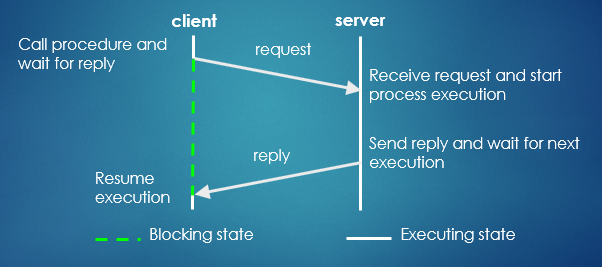 client
server
Call procedure and
wait for reply
request
Receive request and start
process execution
Send reply and wait for next
execution
reply
Resume
execution
Blocking state
Executing state